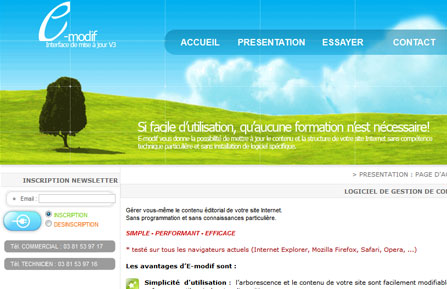 e-modif
Interface de mise à jour V3
ACCUEIL PRESENTATION ESSAYER CONTACT
Si facile d'utilisation, qu'aucune formation n'est nécessaire!
E-modif vous donne la possibilité de mettre à jour le contenu et la structure de votre site Internet sans compétence
technique particulière et sans installation de logiciel spécifique.
> PRESENTATION : PAGE D'AC
INSCRIPTION NEWSLETTER
LOGICIEL DE GESTION DE CO
Email :
INSCRIPTION
DESINSCRIPTION
Tél. COMMERCIAL : 03 81 53 97 17
Tél. TECHNICIEN : 03 81 53 97 16
Gérer vous-même le contenu éditorial de votre site Internet.
Sans programmation et sans connaissances particulière.
SIMPLE - PERFORMANT - EFFICACE
* testé sur tous les navigateurs actuels (Internet Explorer, Mozilla Firefox, Safari, Opera, ...)
Les avantages d'E-modif sont :
Simplicité d'utilisation : l'arborescence et le contenu de votre site sont facilement modifiab